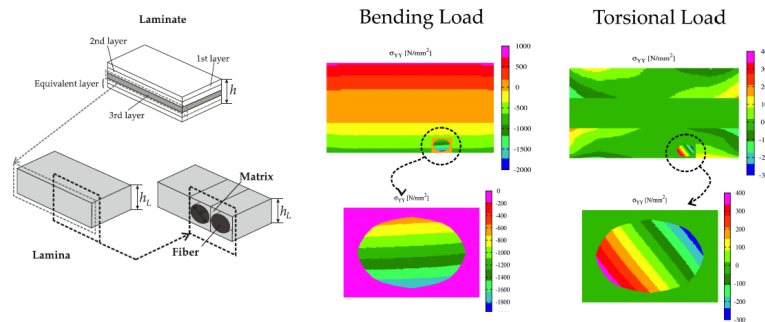 Laminate
2nd layer
1st layer
Equivalent layer
3rd layer
h
h_L
Matrix
h_L
Lamina
Fiber
Bending Load
σYY [N/mm²]
1000
500
0
-500
-1000
-1500
-2000
σYY [N/mm²]
0
-200
-400
-600
-800
-1000
-1200
-1400
-1600
-1800
Torsional Load
σYY [N/mm²]
4
3
2
1
0
-1
-2
-3
σYY [N/mm²]
400
300
200
100
0
-100
-200
-300